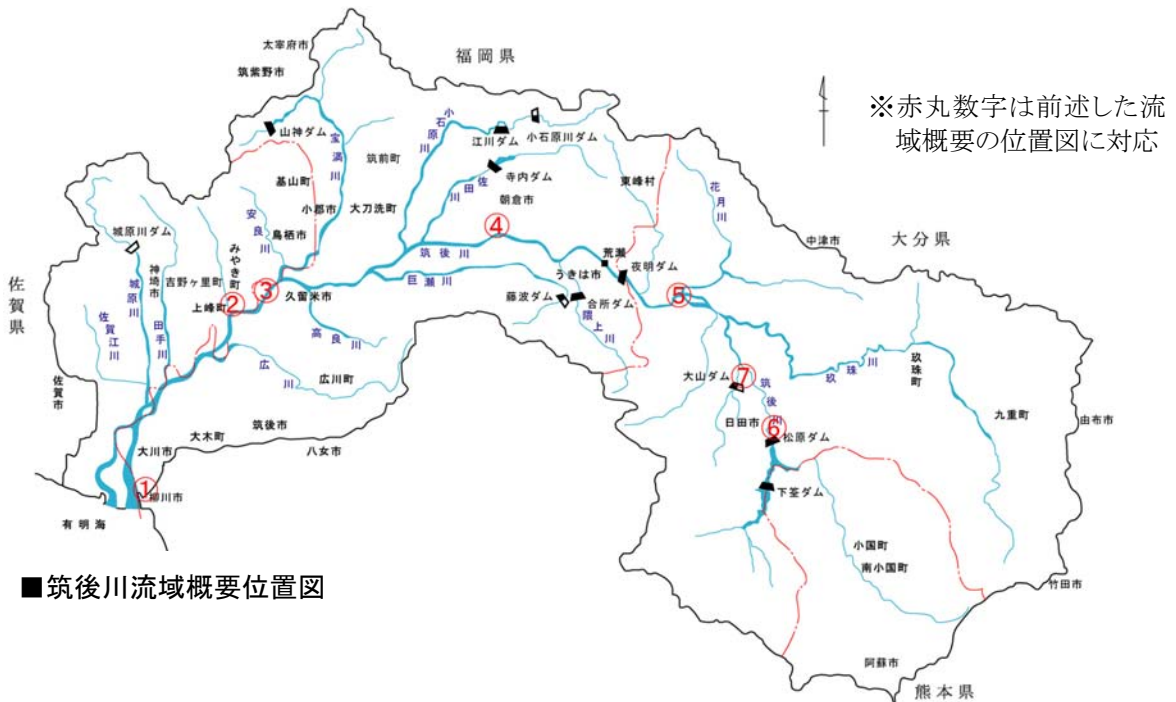 太宰府市
福岡県
筑紫野市
※赤丸数字は前述した流
域概要の位置図に対応
山神ダム
宝満川
小石原川
江川ダム
小石原川ダム
筑前町
寺内ダム
佐田川
朝倉市
東峰村
花月川
基山町
小郡市
大刀洗町
安良川
鳥栖市
中津市
大分県
城原川ダム
神埼市
吉野ヶ里町
みやき町
④
筑後川
荒瀬
夜明ダム
うきは市
佐賀県
城原川
上峰町
②
③
久留米市
巨瀬川
藤波ダム
合所ダム
隈上川
⑤
佐賀江川
田手川
高良川
広川
広川町
玖珠川
玖珠町
佐賀市
大山ダム
⑦
筑後川
九重町
由布市
大木町
筑後市
八女市
日田市
⑥
松原ダム
大川市
①
柳川市
下筌ダム
有明海
小国町
南小国町
■筑後川流域概要位置図
竹田市
阿蘇市
熊本県